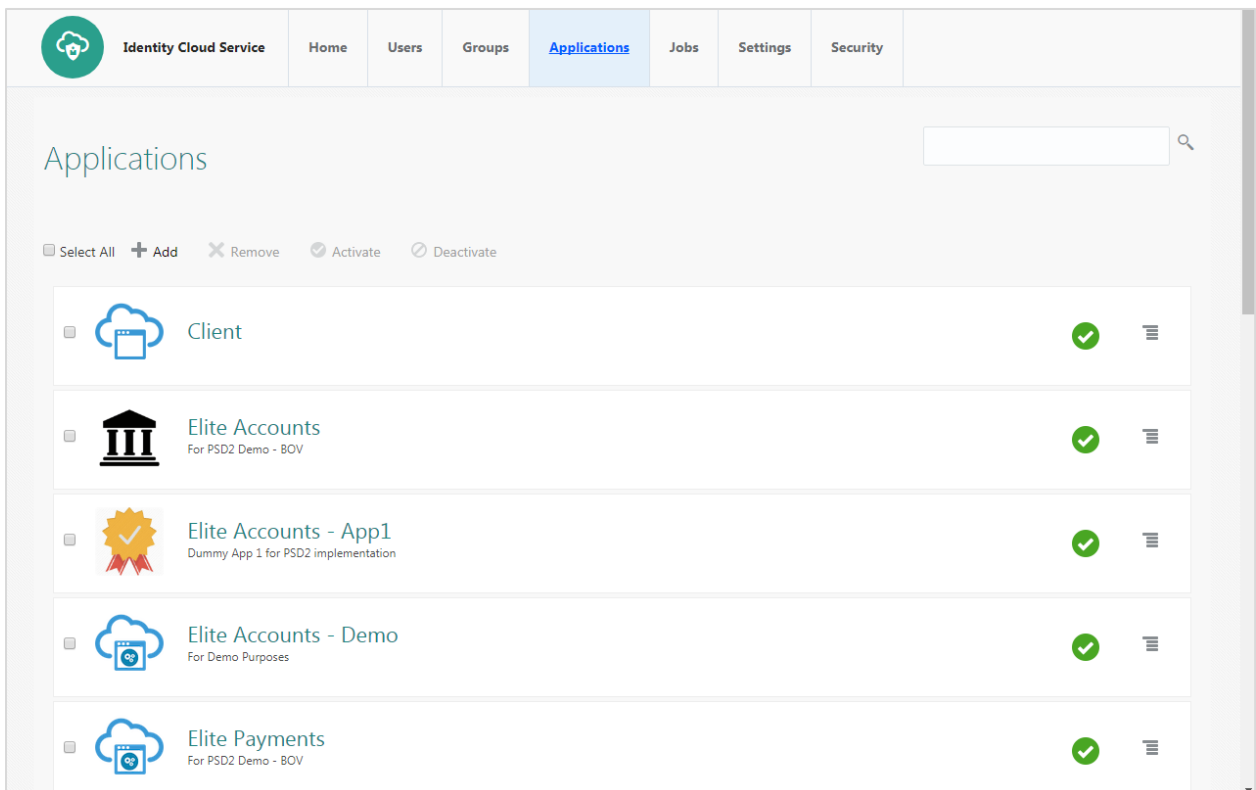 Identity Cloud Service Home Users Groups Applications Jobs Settings Security
Applications
Select All Add Remove Activate Deactivate
Client
Elite Accounts
For PSD2 Demo - BOV
Elite Accounts - App1
Dummy App 1 for PSD2 implementation
Elite Accounts - Demo
For Demo Purposes
Elite Payments
For PSD2 Demo - BOV